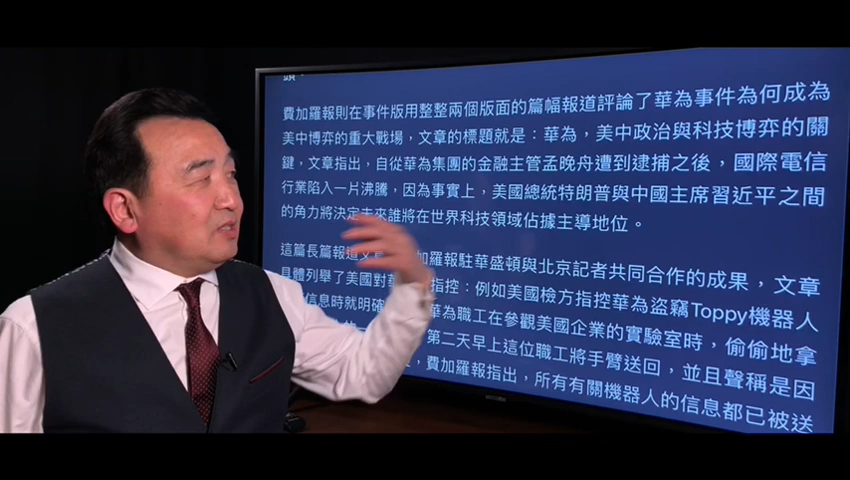 費加羅報則在事件版用整整兩個版面的篇幅報道評論了華為事件為何成為
美中博弈的重大戰場，文章的標題就是：華為，美中政治與科技博弈的關
鍵，文章指出，自從華為集團的金融主管孟晚舟遭到逮捕之後，國際電信
行業陷入一片沸騰，因為事實上，美國總統特朗普與中國主席習近平之間
的角力將決定未來誰將在世界科技領域佔據主導地位。
這篇長篇報道文 加羅報駐華盛頓與北京記者共同合作的成果，文章
具體列舉了美國對華 指控：例如美國檢方指控華為盜竊Toppy機器人
信息時就明確 華為職工在參觀美國企業的實驗室時，偷偷地拿
的一 第二天早上這位職工將手臂送回，並且聲稱是因
，費加羅報指出，所有有關機器人的信息都已被送